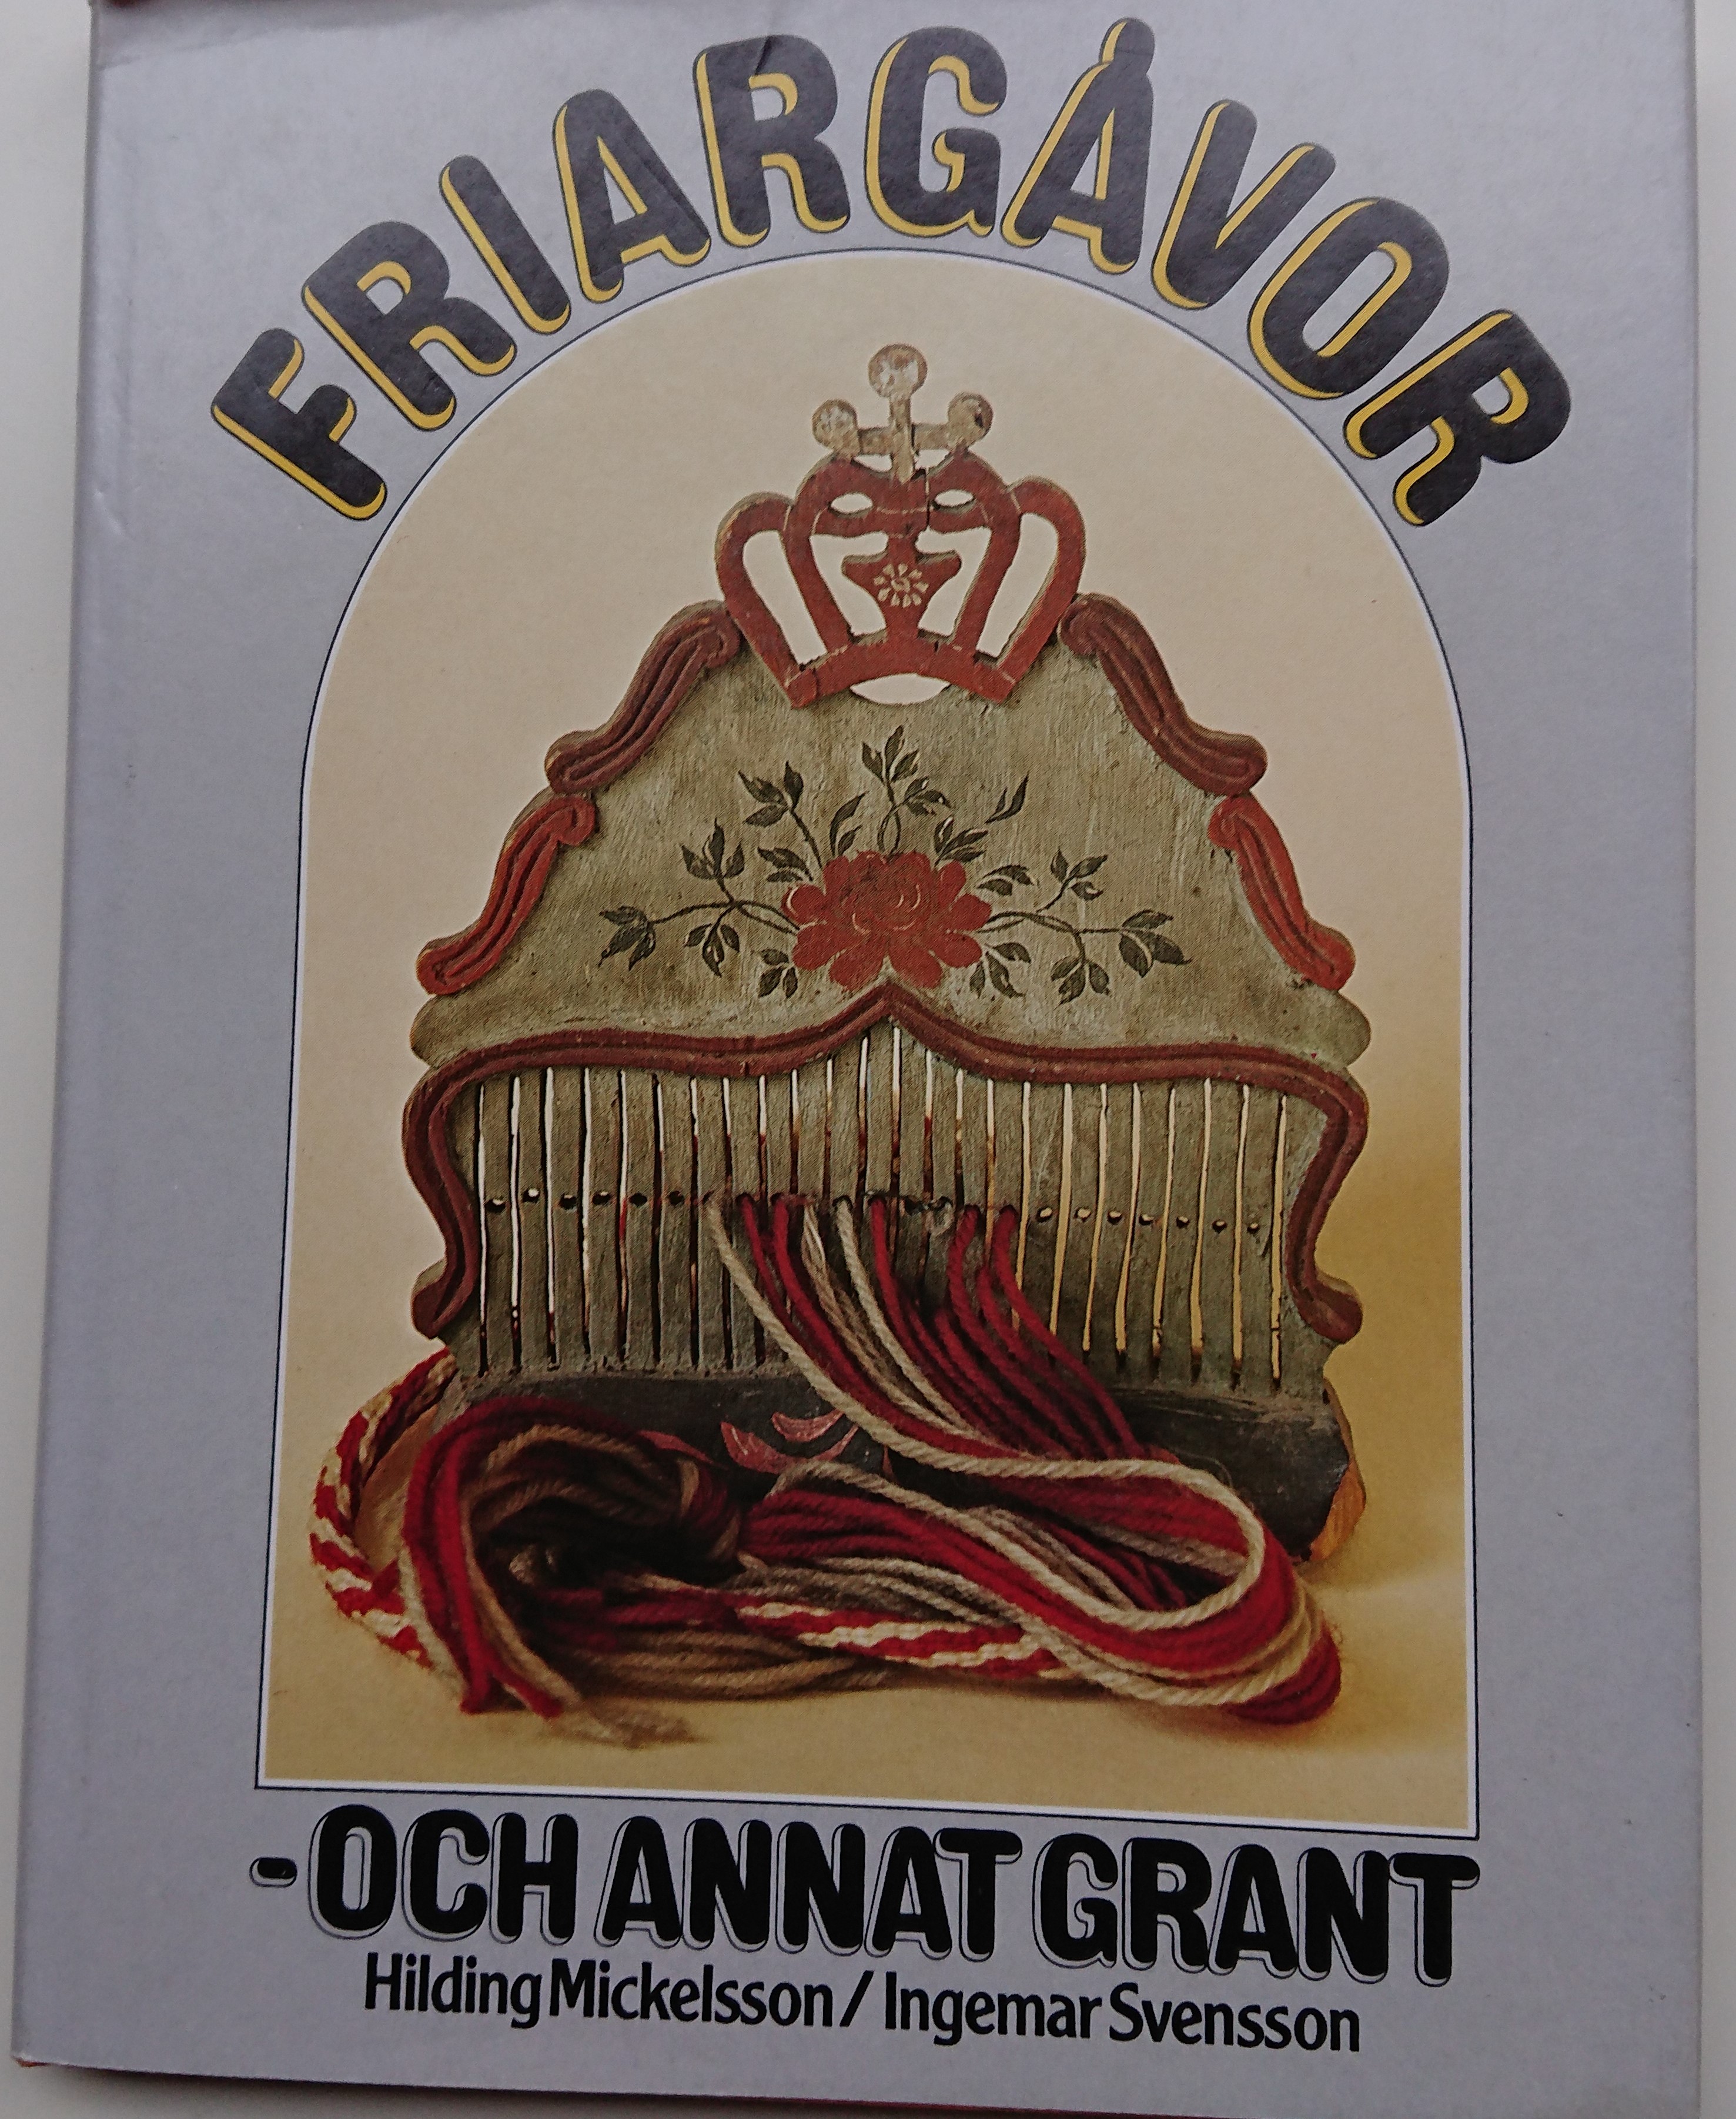 FRIARGÅVOR
-OCH ANNAT GRANT
Hilding Mickelsson/Ingemar Svensson